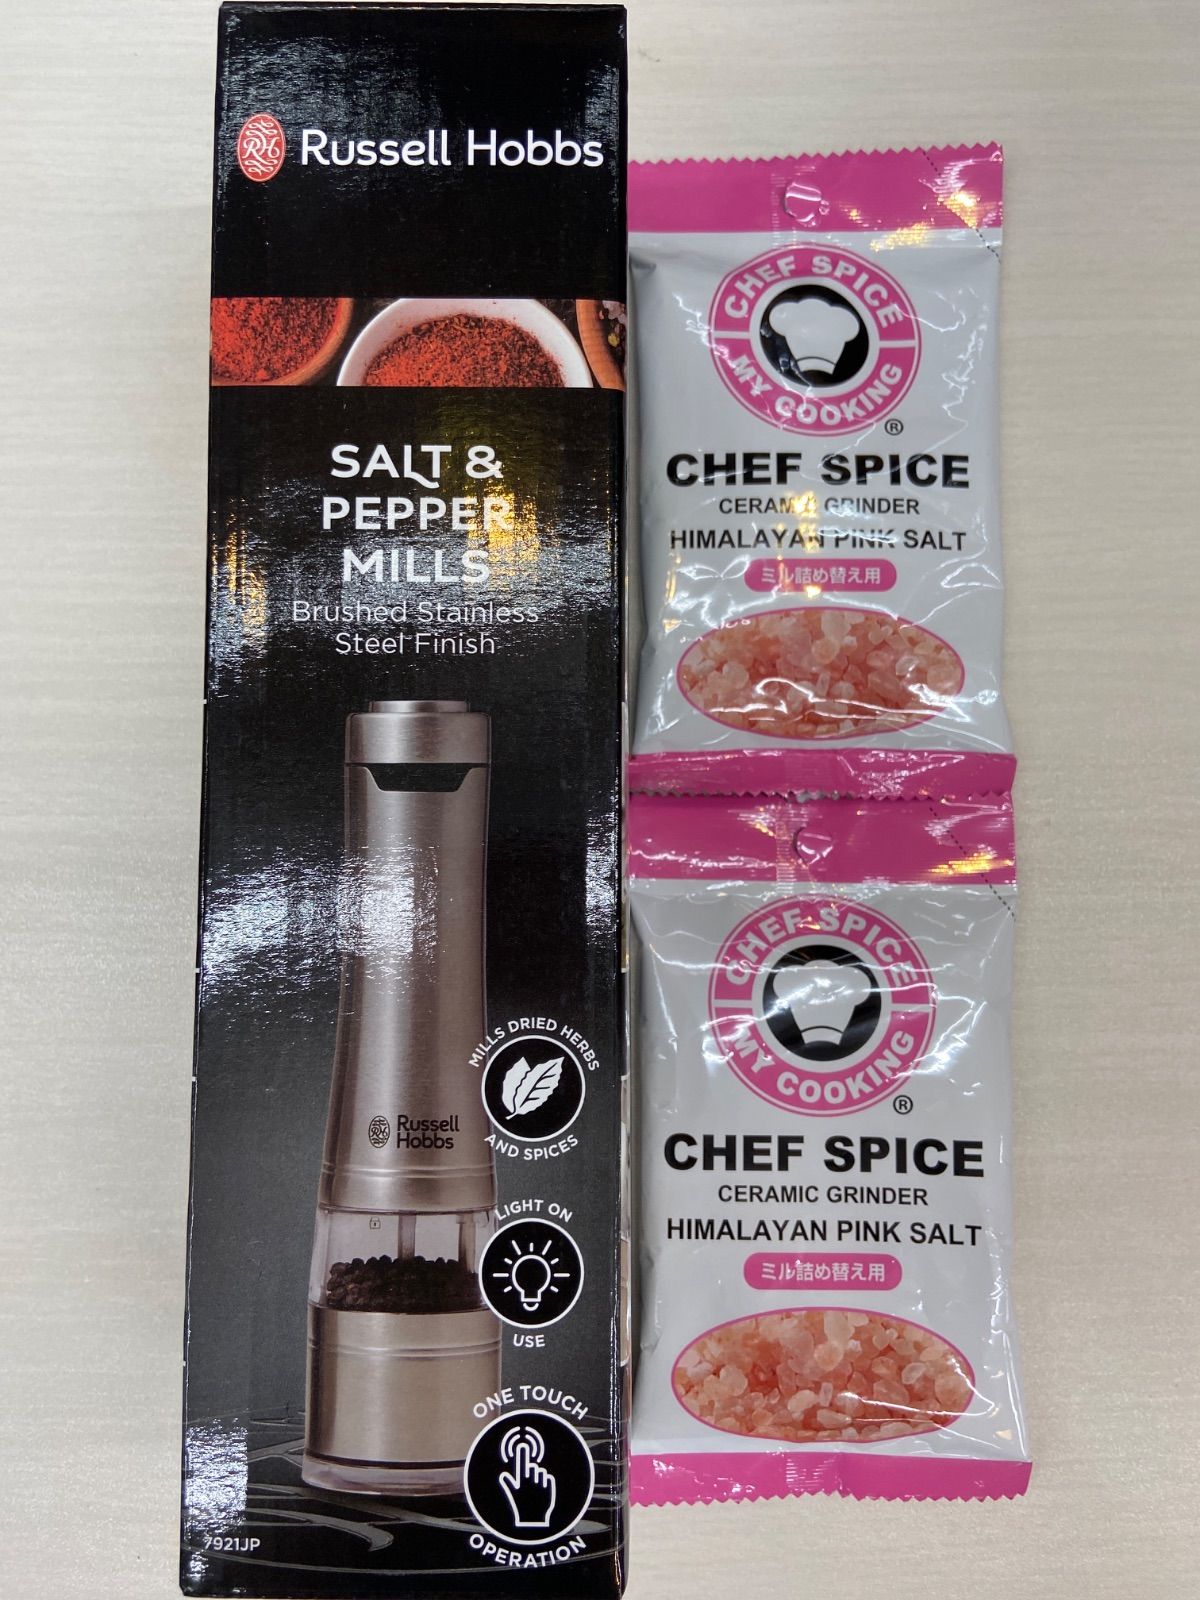 RH Russell Hobbs
SALT &
PEPPER
MILLS
Brushed Stainless
Steel Finish
MILLS DRIED HERBS
AND SPICES
RH Russell
Hobbs
LIGHT ON
USE
ONE TOUCH
OPERATION
7921JP
CHEF SPICE
MY COOKING
®
CHEF SPICE
CERAMIC GRINDER
HIMALAYAN PINK SALT
ミル詰め替え用
CHEF SPICE
MY COOKING
®
CHEF SPICE
CERAMIC GRINDER
HIMALAYAN PINK SALT
ミル詰め替え用